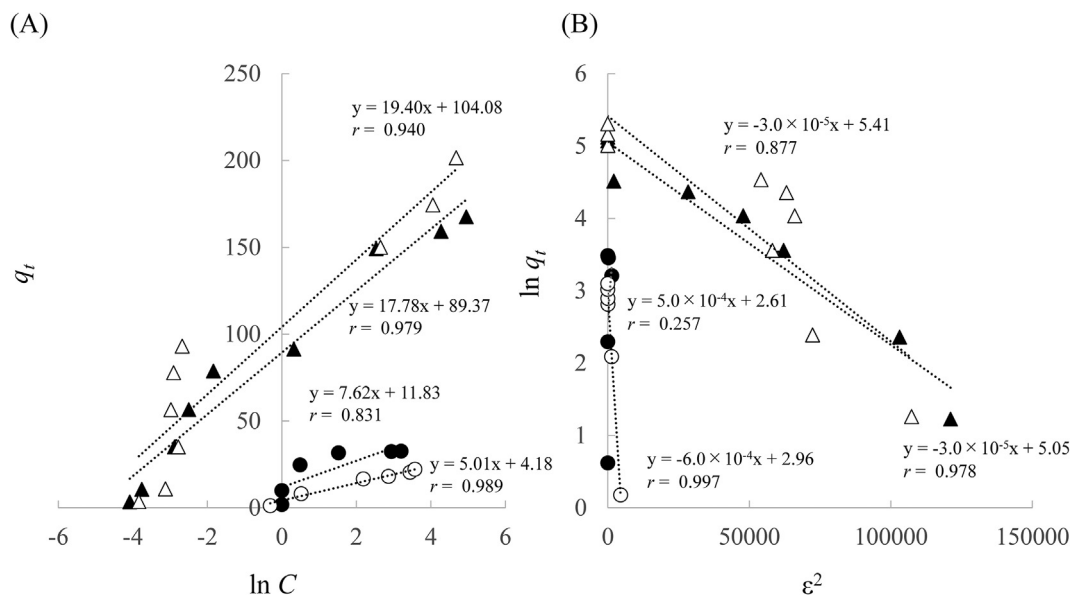 (A)
(B)
250
200
150
100
50
0
-6
-4
-2
0
2
4
6
qt
ln C
y = 19.40x + 104.08
r = 0.940
y = 17.78x + 89.37
r = 0.979
y = 7.62x + 11.83
r = 0.831
y = 5.01x + 4.18
r = 0.989
6
5
4
3
2
1
0
0
50000
100000
150000
ln qt
ε²
y = -3.0 × 10⁻⁵x + 5.41
r = 0.877
y = 5.0 × 10⁻⁴x + 2.61
r = 0.257
y = -6.0 × 10⁻⁴x + 2.96
r = 0.997
y = -3.0 × 10⁻⁵x + 5.05
r = 0.978